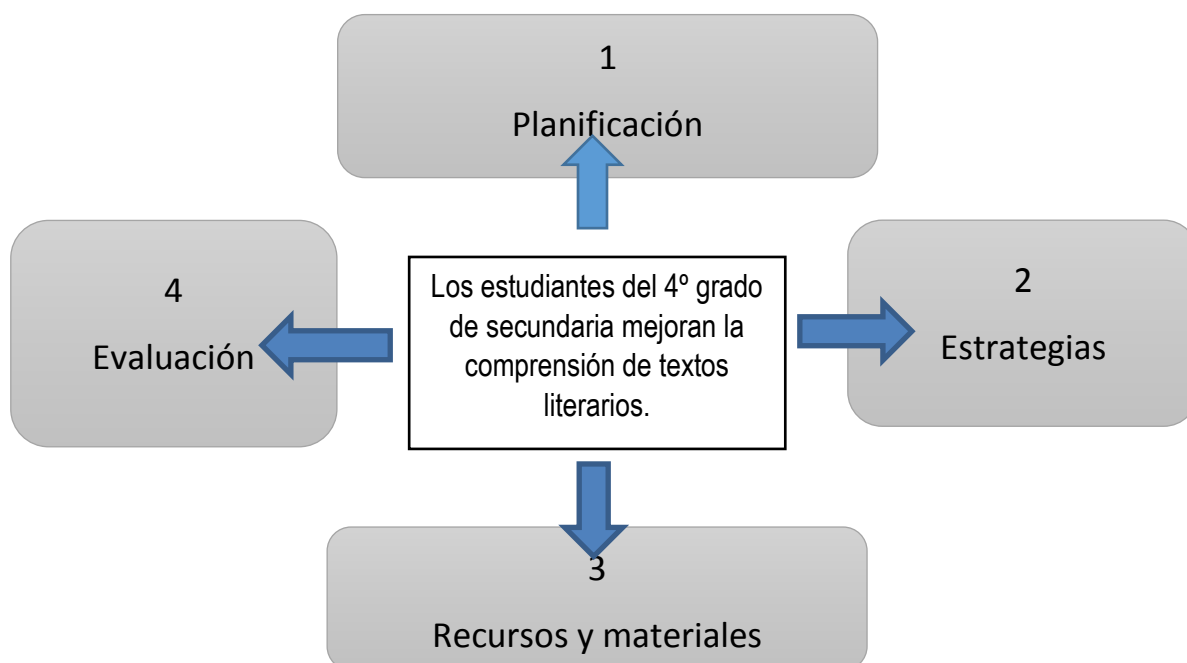 1
Planificación
4
Evaluación
Los estudiantes del 4º grado
de secundaria mejoran la
comprensión de textos
literarios.
2
Estrategias
3
Recursos y materiales